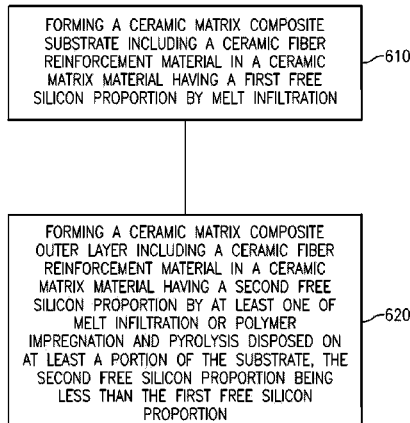 FORMING A CERAMIC MATRIX COMPOSITE
SUBSTRATE INCLUDING A CERAMIC FIBER
REINFORCEMENT MATERIAL IN A CERAMIC
MATRIX MATERIAL HAVING A FIRST FREE
SILICON PROPORTION BY MELT INFILTRATION
610
FORMING A CERAMIC MATRIX COMPOSITE
OUTER LAYER INCLUDING A CERAMIC FIBER
REINFORCEMENT MATERIAL IN A CERAMIC
MATRIX MATERIAL HAVING A SECOND FREE
SILICON PROPORTION BY AT LEAST ONE OF
MELT INFILTRATION OR POLYMER
IMPREGNATION AND PYROLYSIS DISPOSED ON
AT LEAST A PORTION OF THE SUBSTRATE, THE
SECOND FREE SILICON PROPORTION BEING
LESS THAN THE FIRST FREE SILICON
PROPORTION
620